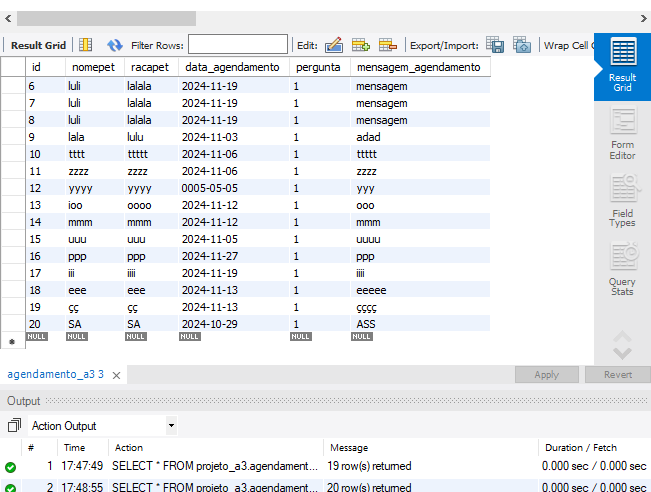 Result Grid Filter Rows: Edit: Export/Import: Wrap Cell C
id nomepet racapet data_agendamento pergunta mensagem_agendamento
6 luli lalala 2024-11-19 1 mensagem
7 luli lalala 2024-11-19 1 mensagem
8 luli lalala 2024-11-19 1 mensagem
9 lala lulu 2024-11-03 1 adad
10 tttt ttttt 2024-11-06 1 ttttt
11 zzzz zzzz 2024-11-06 1 zzzz
12 yyyy yyyy 0005-05-05 1 yyy
13 ioo oooo 2024-11-12 1 ooo
14 mmm mmm 2024-11-12 1 mmm
15 uuu uuu 2024-11-05 1 uuuu
16 ppp ppp 2024-11-27 1 ppp
17 iii iiii 2024-11-19 1 iiii
18 eee eee 2024-11-13 1 eeeee
19 çç çç 2024-11-13 1 çççç
20 SA SA 2024-10-29 1 ASS
NULL NULL NULL NULL NULL NULL
Result
Grid
Form
Editor
Field
Types
Query
Stats
agendamento_a3 3 Apply Revert
Output
Action Output
# Time Action Message Duration / Fetch
1 17:47:49 SELECT * FROM projeto_a3.agendament... 19 row(s) returned 0.000 sec / 0.000 sec
2 17:48:55 SELECT * FROM projeto_a3.agendament... 20 row(s) returned 0.000 sec / 0.000 sec